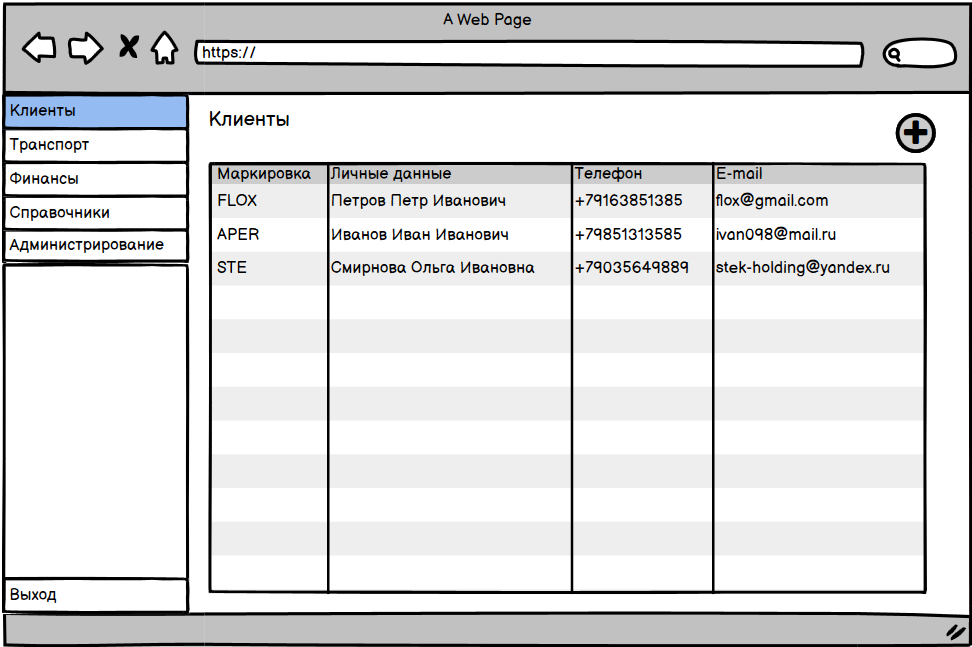 A Web Page
https://
Клиенты
Транспорт
Финансы
Справочники
Администрирование
Выход
Клиенты
Маркировка Личные данные Телефон E-mail
FLOX Петров Петр Иванович +79163851385 flox@gmail.com
APER Иванов Иван Иванович +79851313585 ivan098@mail.ru
STE Смирнова Ольга Ивановна +79035649889 stek-holding@yandex.ru